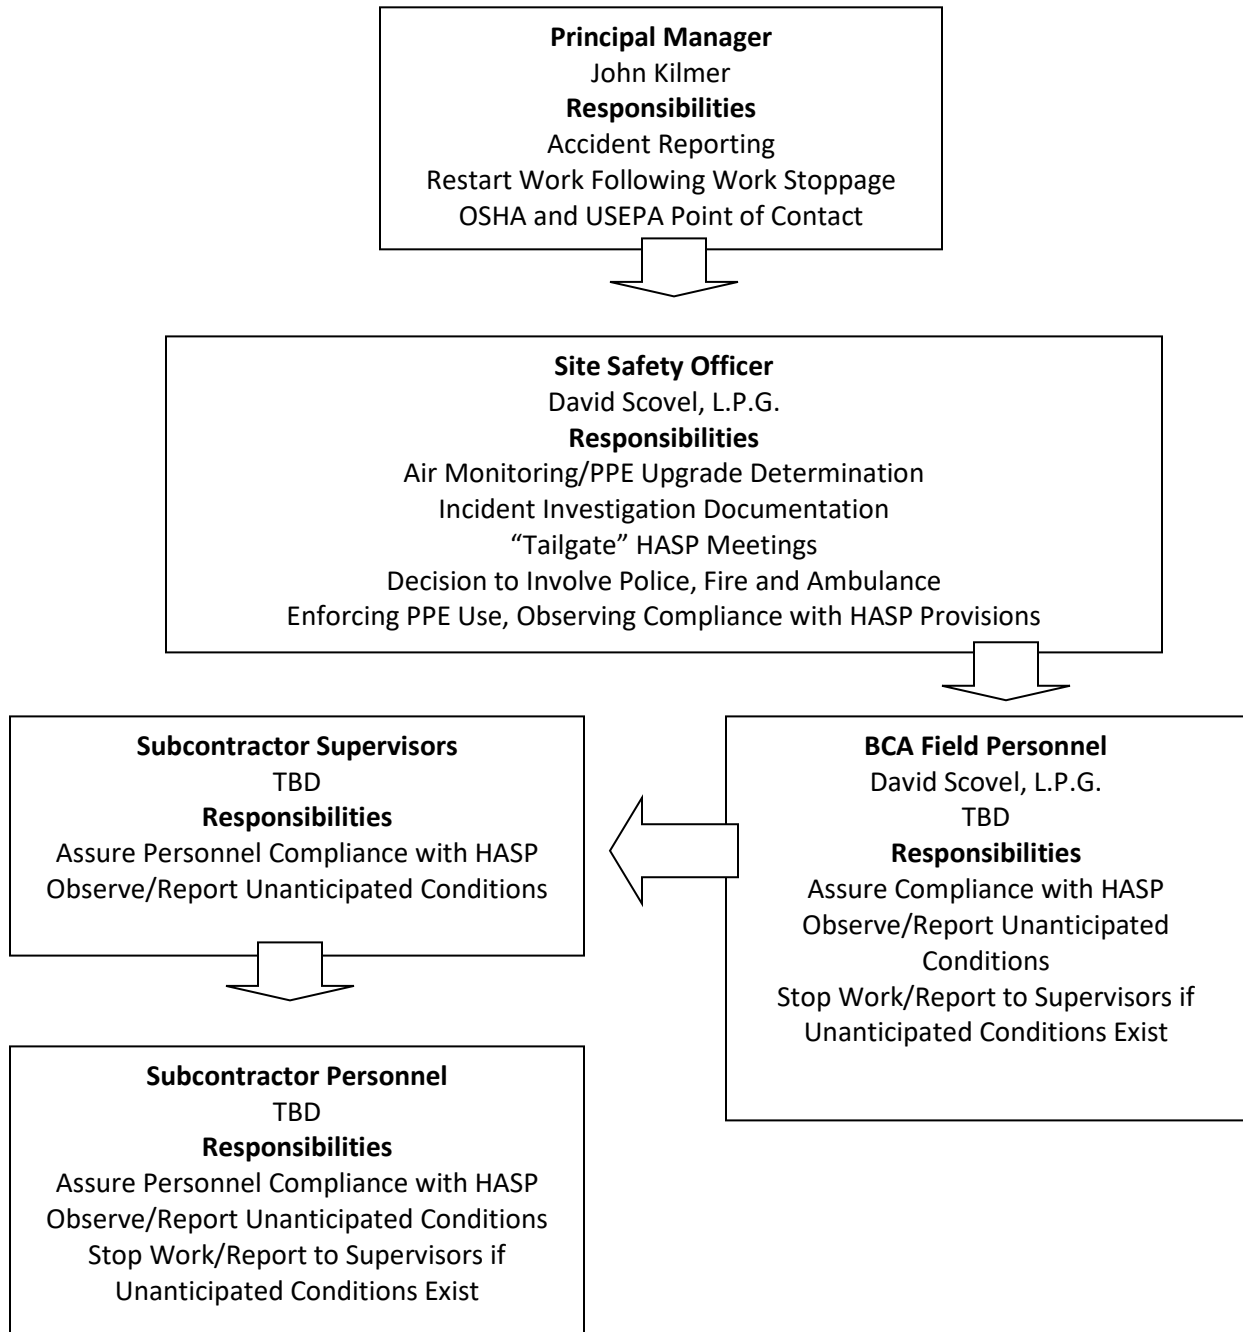 Principal Manager
John Kilmer
Responsibilities
Accident Reporting
Restart Work Following Work Stoppage
OSHA and USEPA Point of Contact
Site Safety Officer
David Scovel, L.P.G.
Responsibilities
Air Monitoring/PPE Upgrade Determination
Incident Investigation Documentation
“Tailgate” HASP Meetings
Decision to Involve Police, Fire and Ambulance
Enforcing PPE Use, Observing Compliance with HASP Provisions
Subcontractor Supervisors
TBD
Responsibilities
Assure Personnel Compliance with HASP
Observe/Report Unanticipated Conditions
BCA Field Personnel
David Scovel, L.P.G.
TBD
Responsibilities
Assure Compliance with HASP
Observe/Report Unanticipated
Conditions
Stop Work/Report to Supervisors if
Unanticipated Conditions Exist
Subcontractor Personnel
TBD
Responsibilities
Assure Personnel Compliance with HASP
Observe/Report Unanticipated Conditions
Stop Work/Report to Supervisors if
Unanticipated Conditions Exist